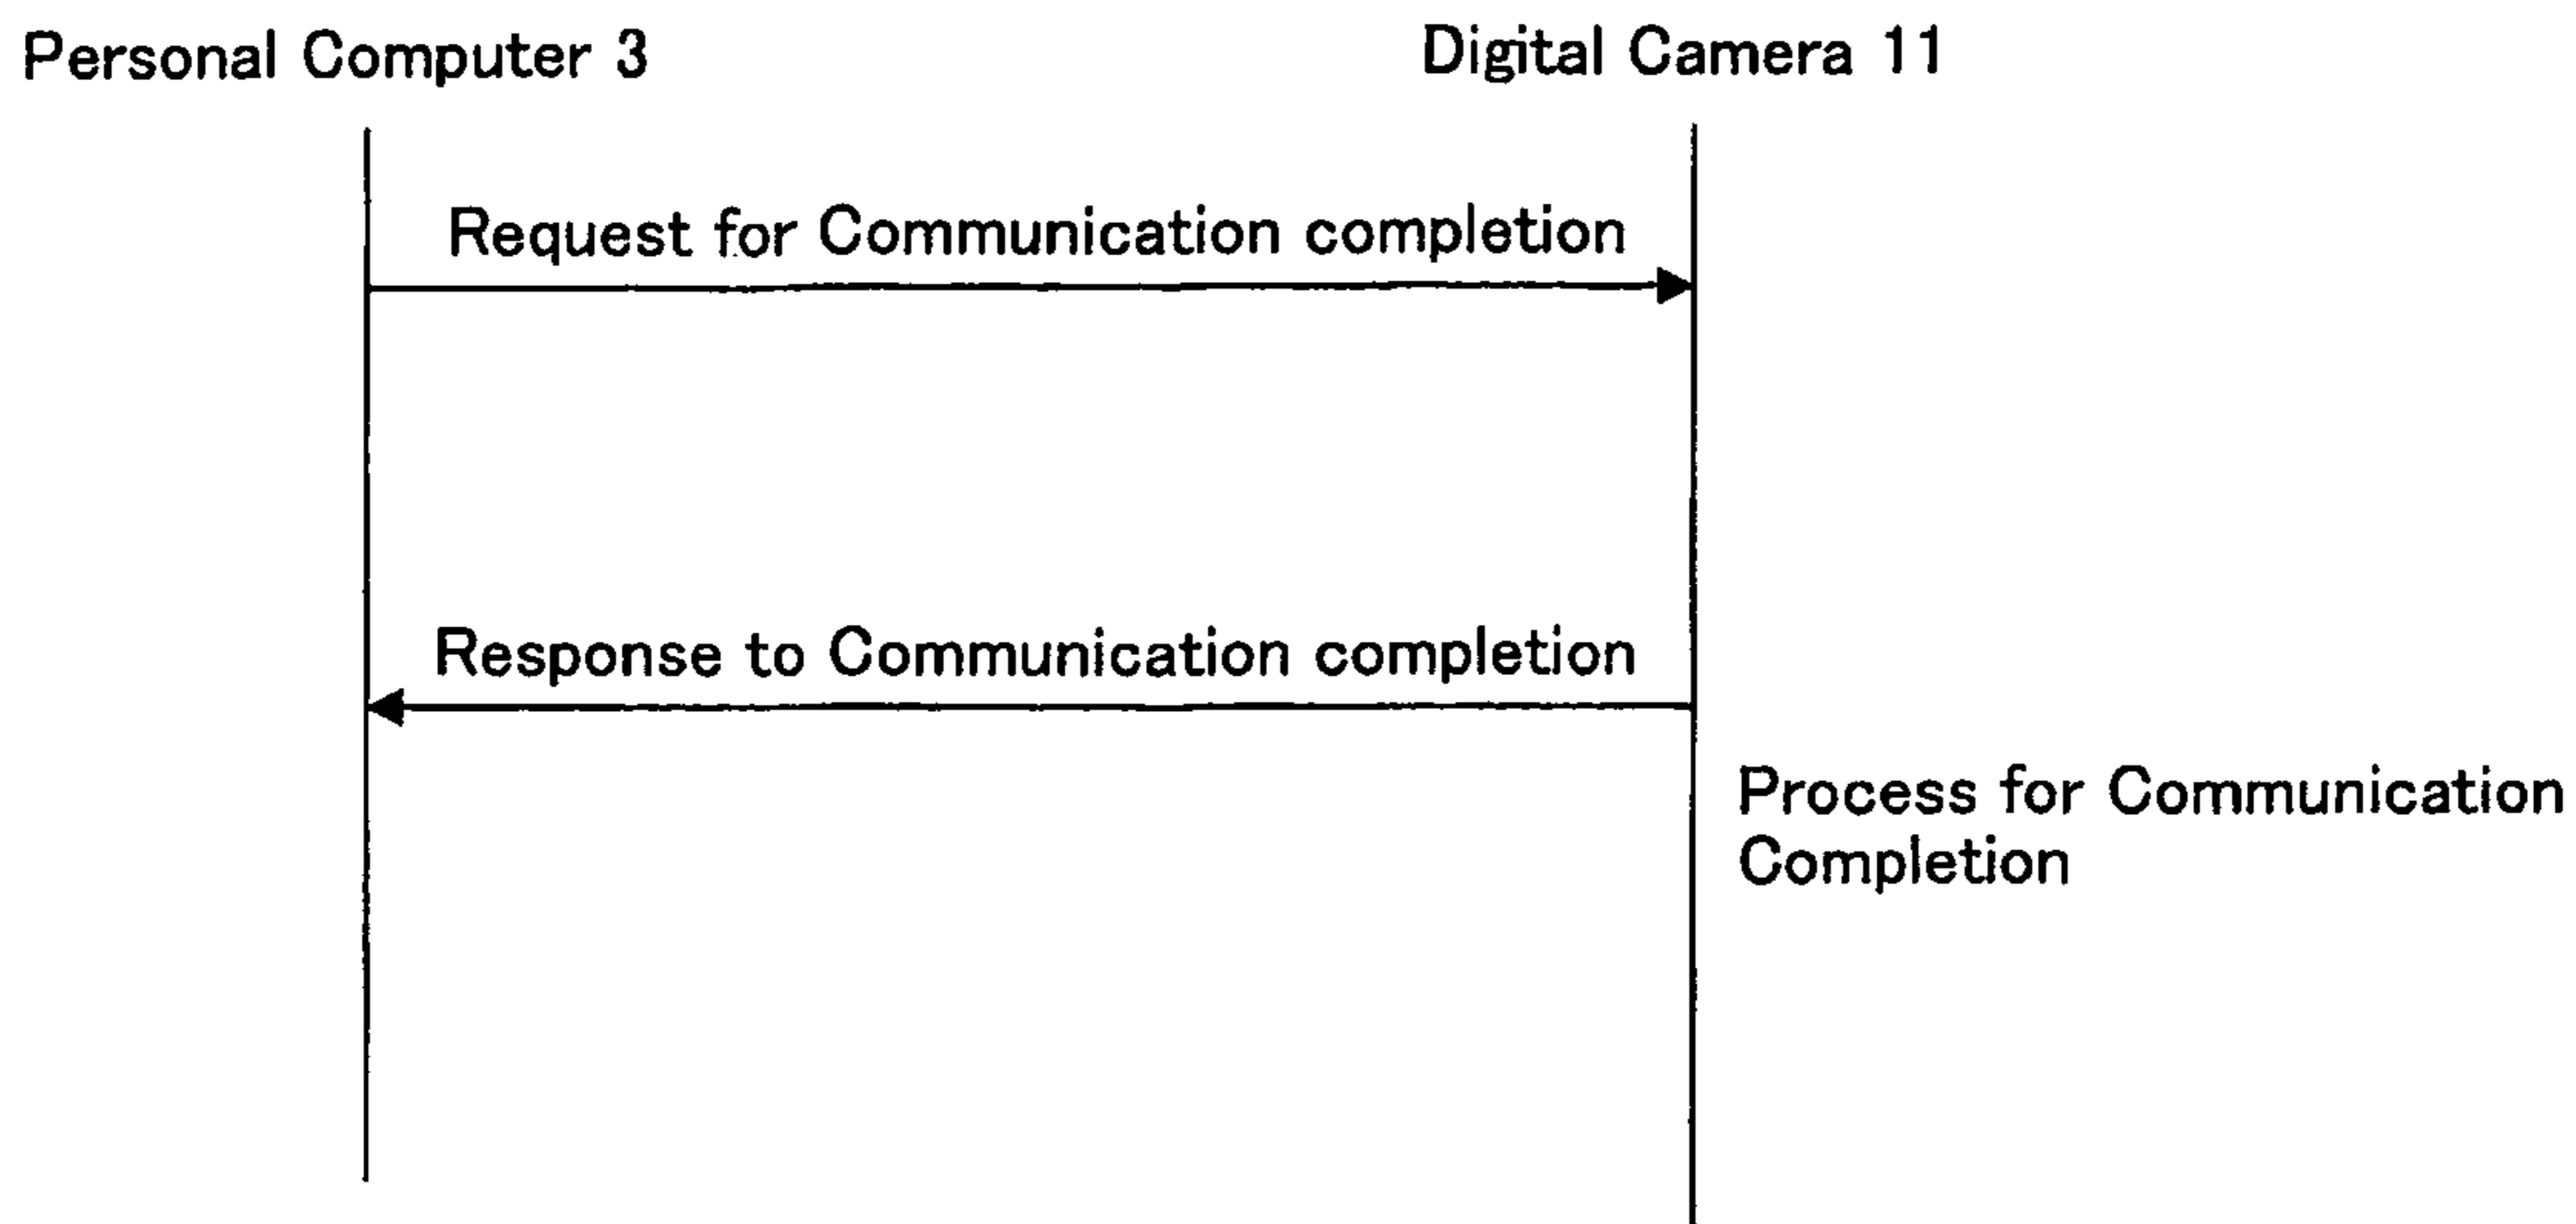 Personal Computer 3
Digital Camera 11
Request for Communication completion
Response to Communication completion
Process for Communication
Completion